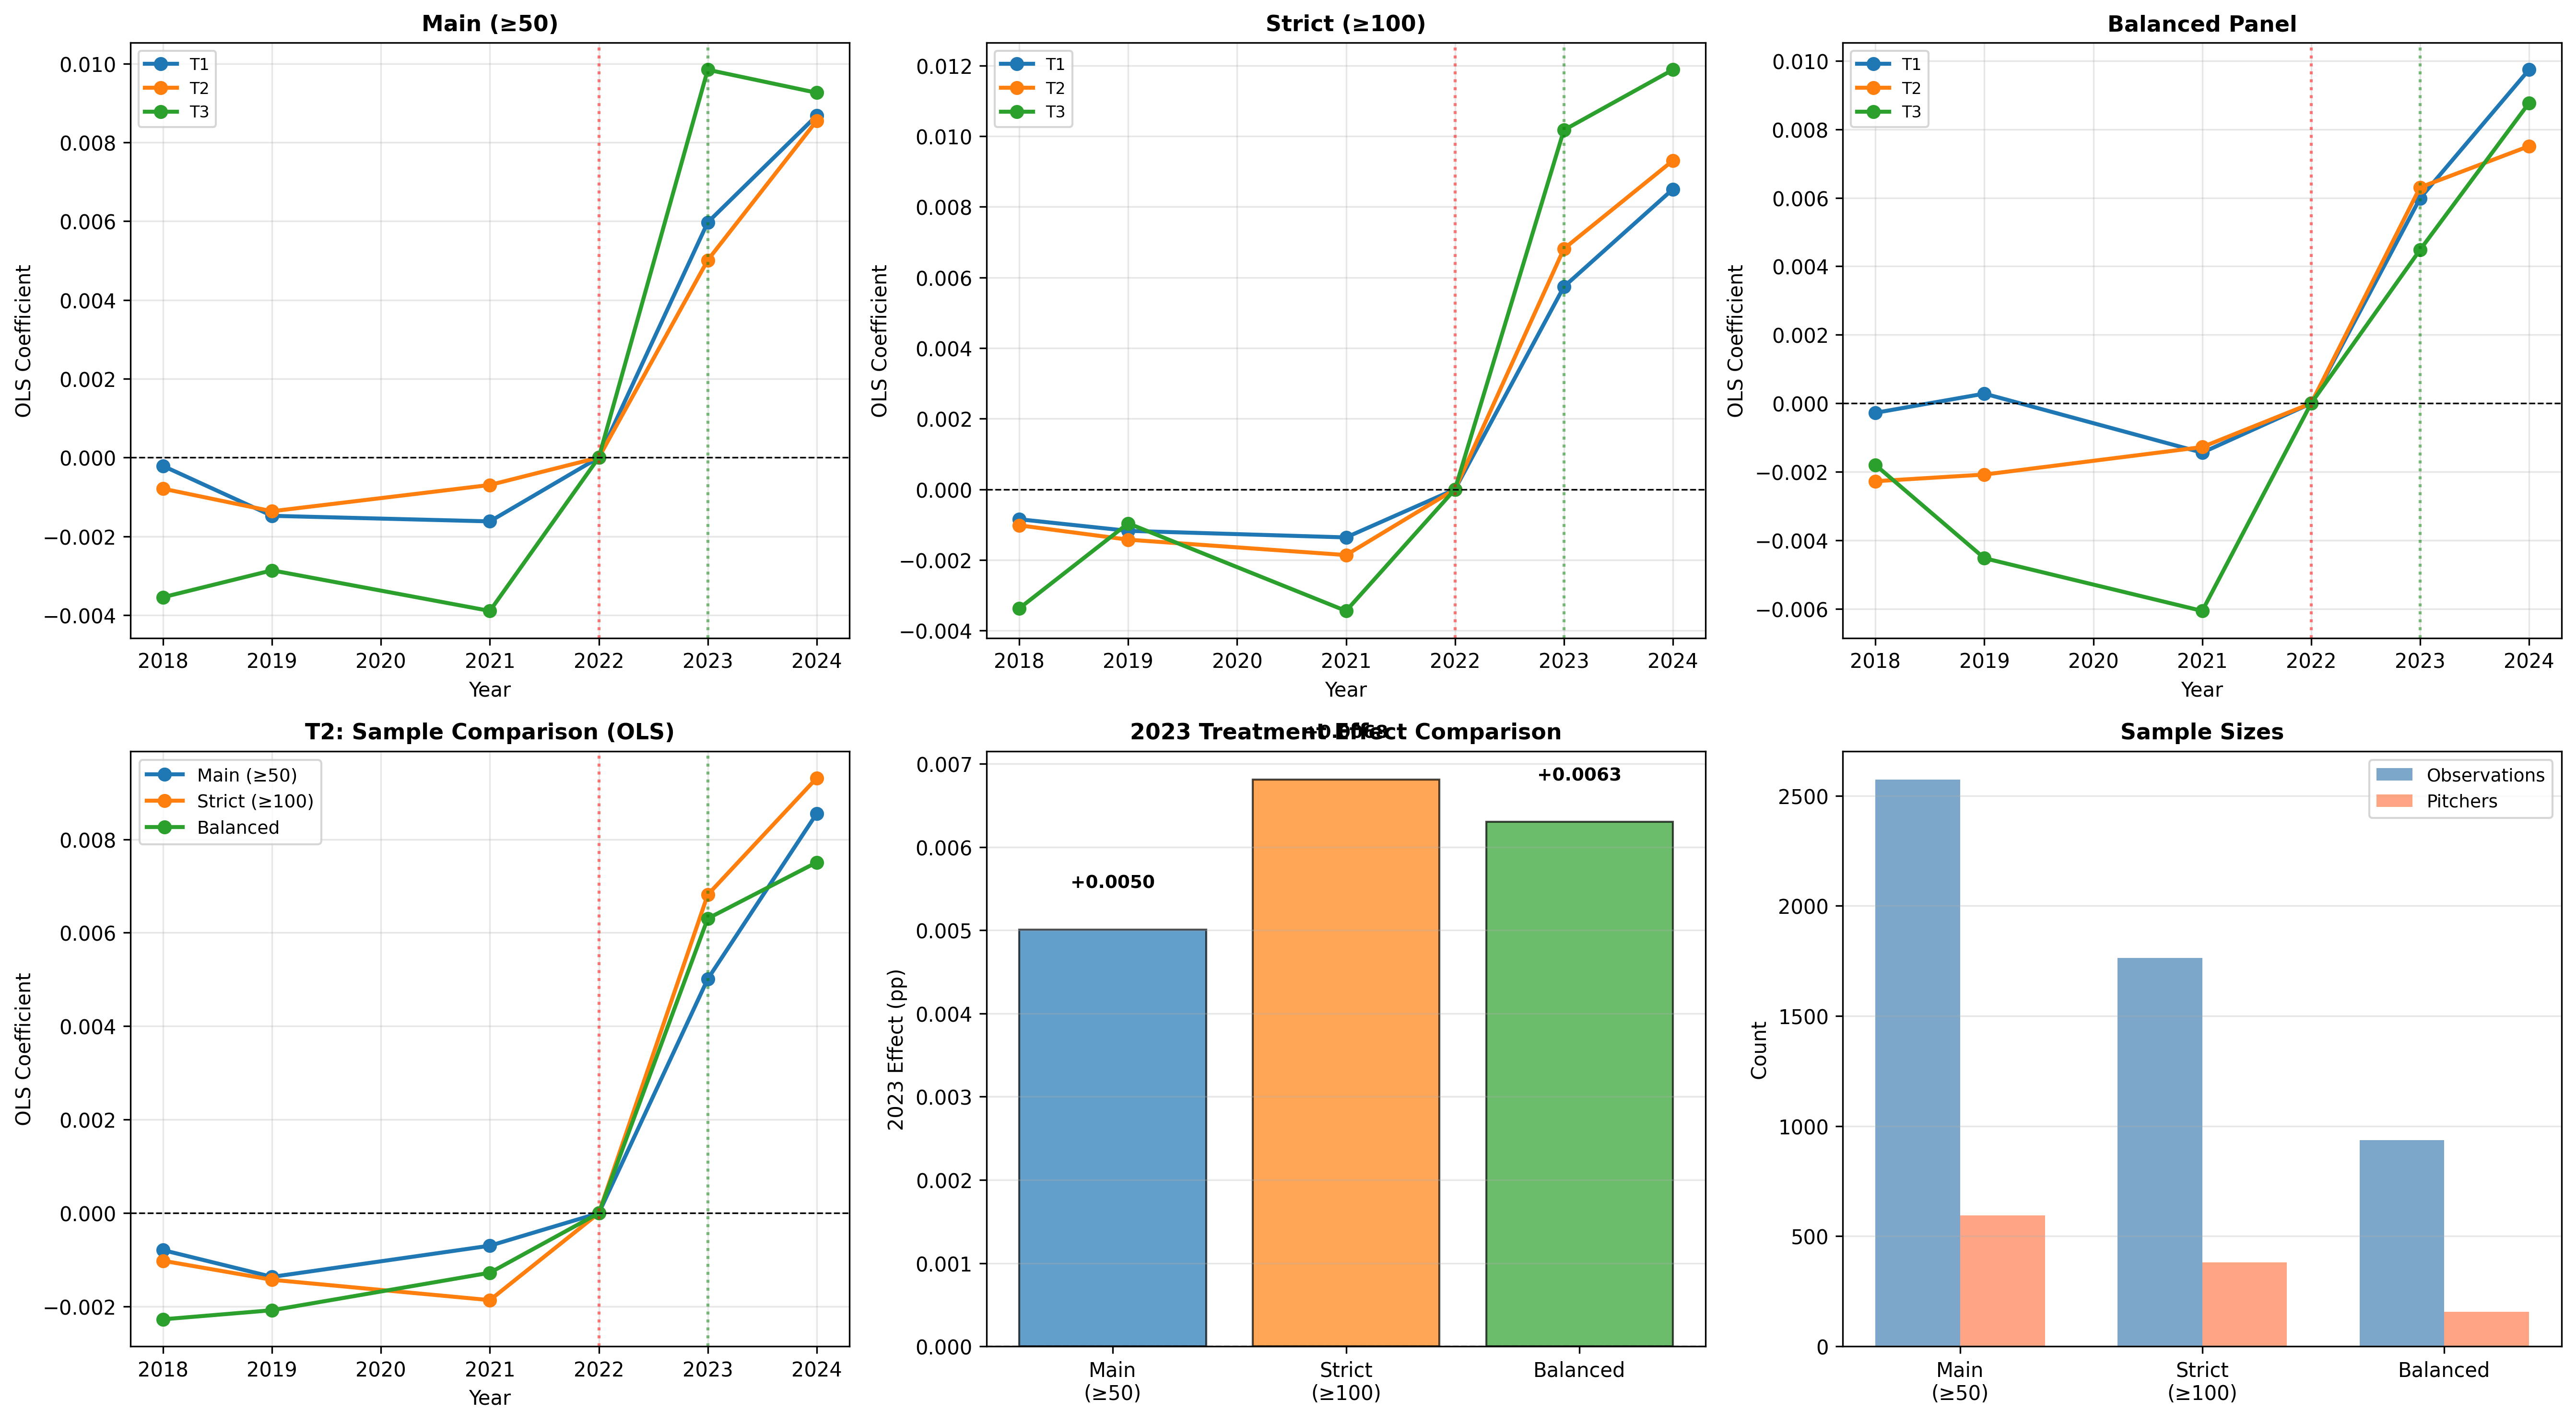 Main (≥50)
T1
T2
T3
OLS Coefficient
0.010
0.008
0.006
0.004
0.002
0.000
−0.002
−0.004
2018 2019 2020 2021 2022 2023 2024
Year
Strict (≥100)
T1
T2
T3
OLS Coefficient
0.012
0.010
0.008
0.006
0.004
0.002
0.000
−0.002
−0.004
2018 2019 2020 2021 2022 2023 2024
Year
Balanced Panel
T1
T2
T3
OLS Coefficient
0.010
0.008
0.006
0.004
0.002
0.000
−0.002
−0.004
−0.006
2018 2019 2020 2021 2022 2023 2024
Year
T2: Sample Comparison (OLS)
Main (≥50)
Strict (≥100)
Balanced
OLS Coefficient
0.008
0.006
0.004
0.002
0.000
−0.002
2018 2019 2020 2021 2022 2023 2024
Year
2023 Treatment Effect Comparison
+0.0068
+0.0063
+0.0050
2023 Effect (pp)
0.007
0.006
0.005
0.004
0.003
0.002
0.001
0.000
Main Strict Balanced
(≥50) (≥100)
Sample Sizes
Observations
Pitchers
Count
2500
2000
1500
1000
500
0
Main Strict Balanced
(≥50) (≥100)